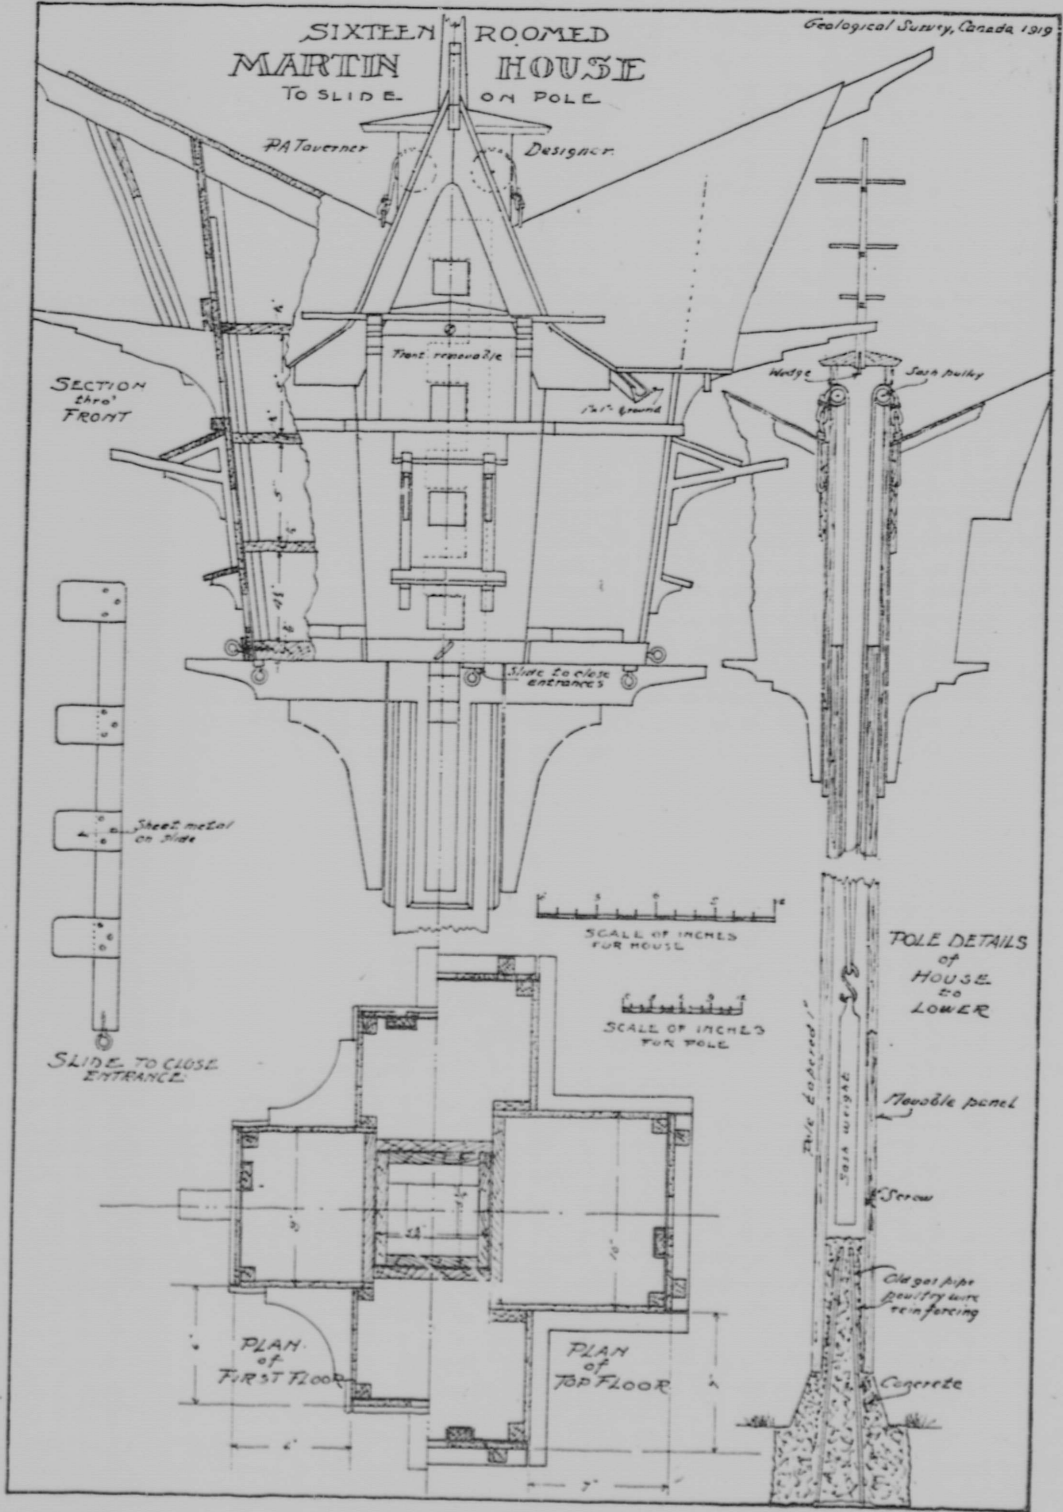 Geological Survey, Canada 1919
SIXTEEN ROOMED
MARTIN HOUSE
TO SLIDE ON POLE
P.A. Taverner Designer.
SECTION
thro'
FRONT
Front removable
Wedge
Sash pully
Slide to close
entrances
Sheet metal
on slide
SLIDE TO CLOSE
ENTRANCE
SCALE OF INCHES
FOR HOUSE
SCALE OF INCHES
FOR POLE
POLE DETAILS
of
HOUSE
to
LOWER
Pole tapered 1"
Sash weight
Movable panel
Screw
Old gas pipe
poultry wire
reinforcing
Concrete
PLAN
of
FIRST FLOOR
PLAN
of
TOP FLOOR
10"